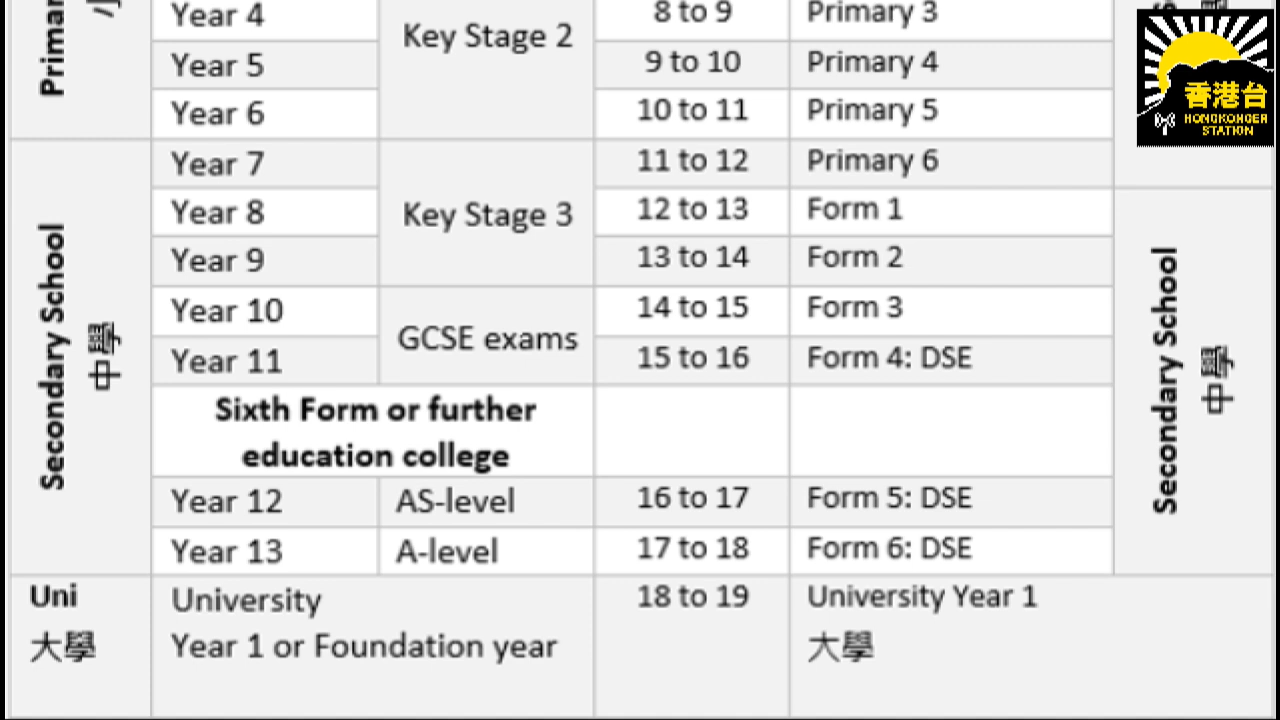 Primar
小
Year 4
Key Stage 2
8 to 9
Primary 3
Year 5
9 to 10
Primary 4
Year 6
10 to 11
Primary 5
香港台
HONGKONGER
STATION
Secondary School
中學
Year 7
Key Stage 3
11 to 12
Primary 6
Year 8
12 to 13
Form 1
Year 9
13 to 14
Form 2
Year 10
GCSE exams
14 to 15
Form 3
Year 11
15 to 16
Form 4: DSE
Sixth Form or further
education college
Year 12
AS-level
16 to 17
Form 5: DSE
Year 13
A-level
17 to 18
Form 6: DSE
Secondary School
中學
Uni
大學
University
Year 1 or Foundation year
18 to 19
University Year 1
大學